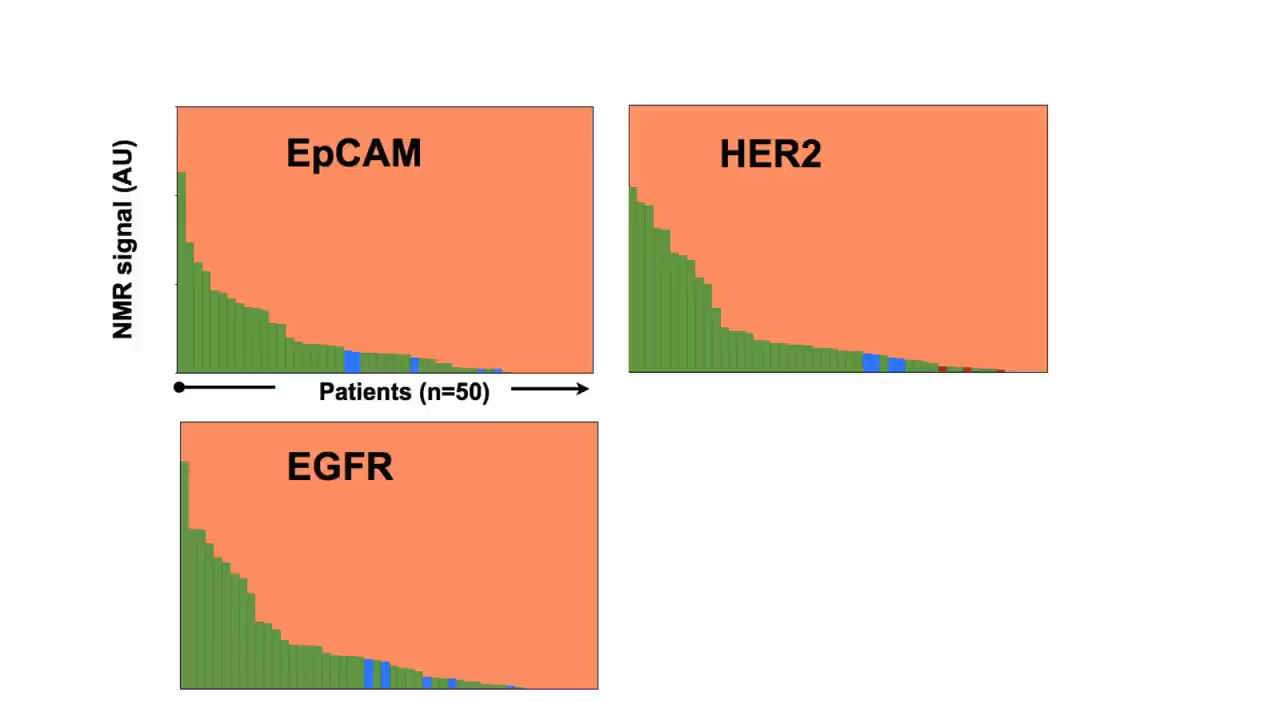 EpCAM
HER2
NMR signal (AU)
Patients (n=50)
EGFR